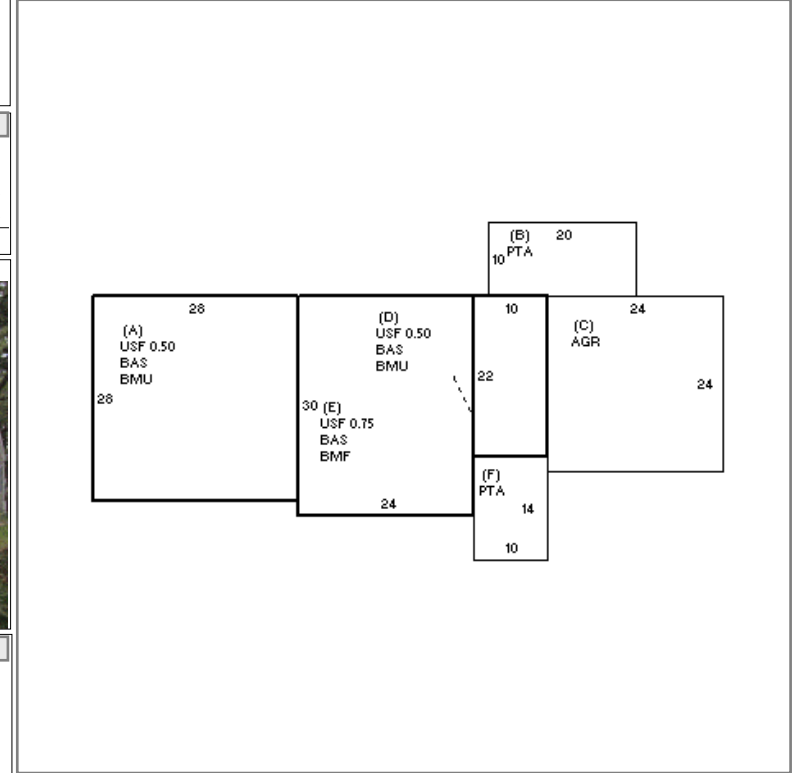 (B) 20
10 PTA
28
(A)
USF 0.50
BAS
BMU
28
(D)
USF 0.50
BAS
BMU
30 (E)
USF 0.75
BAS
BMF
24
10
22
(F)
PTA
14
10
24
(C)
AGR
24